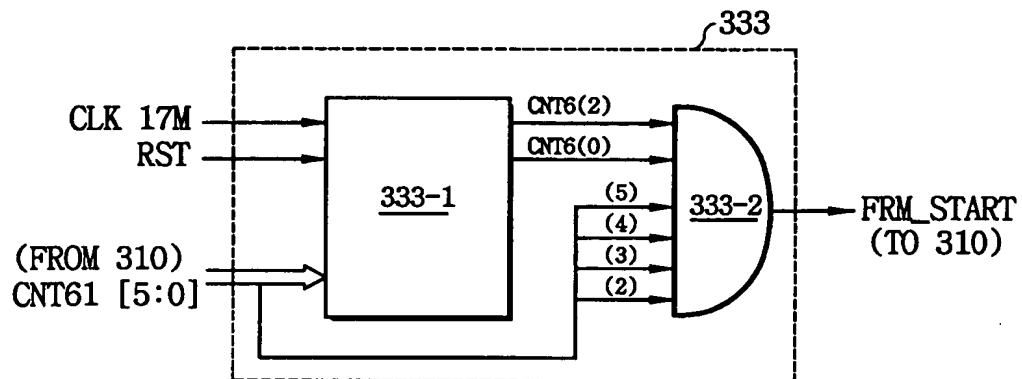 333
CLK 17M
RST
(FROM 310)
CNT61 [5:0]
333-1
CNT6(2)
CNT6(0)
(5)
(4)
(3)
(2)
333-2
FRM_START
(TO 310)